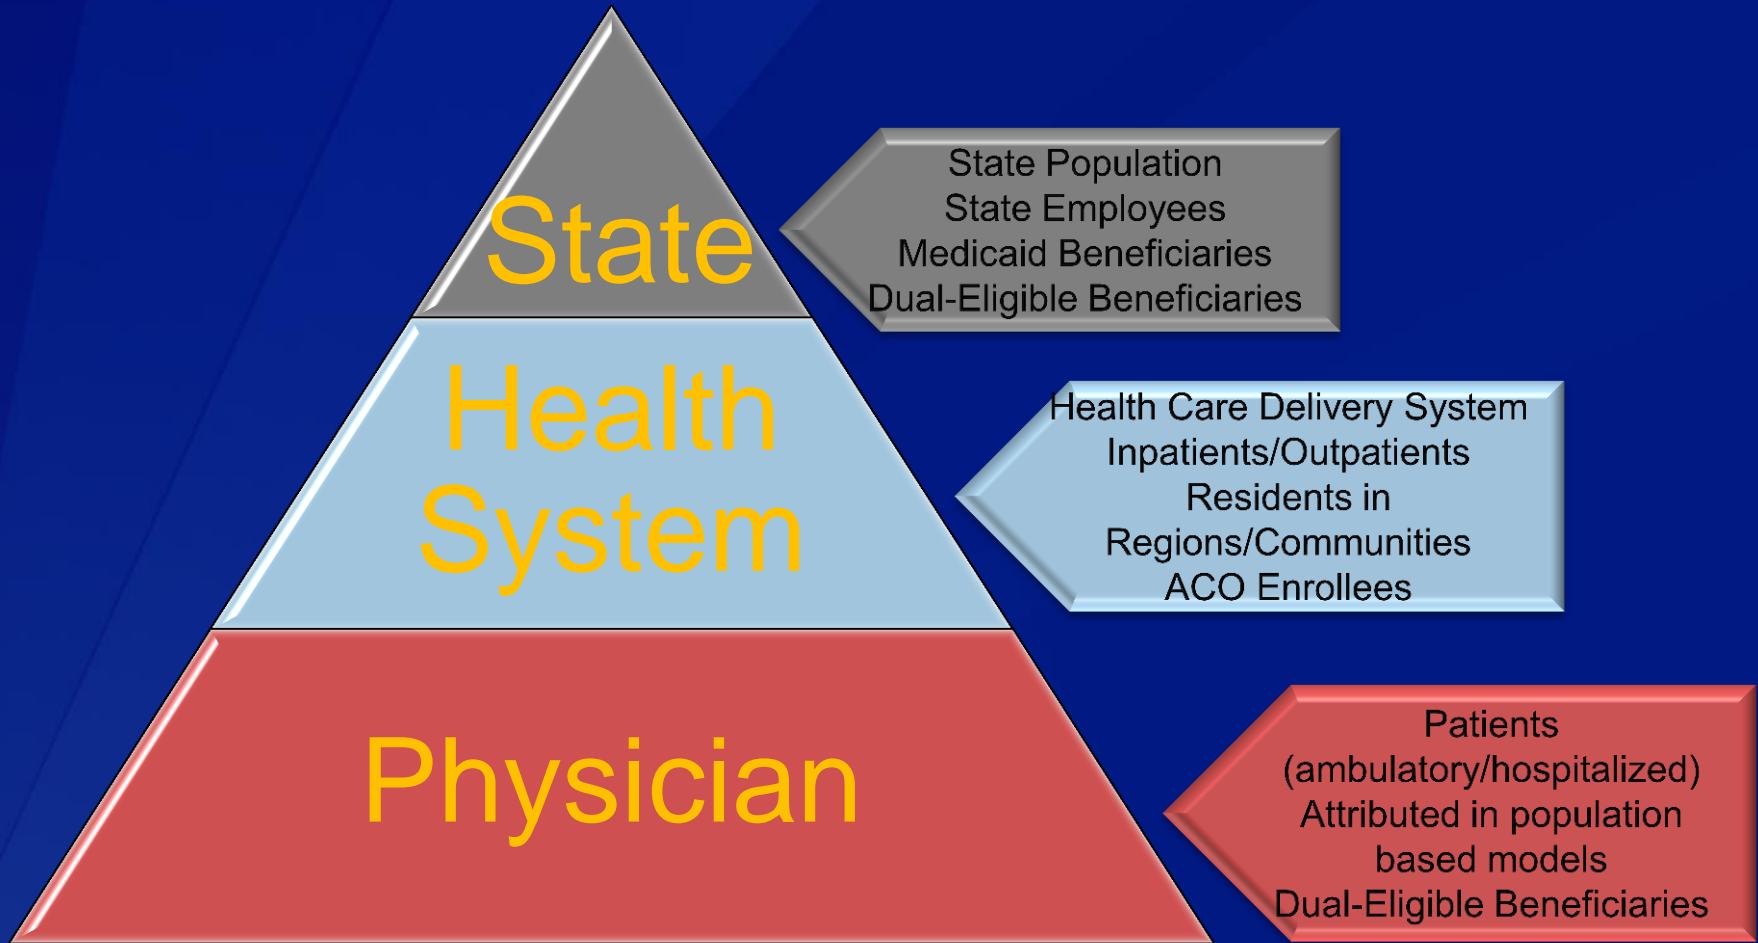 State
State Population
State Employees
Medicaid Beneficiaries
Dual-Eligible Beneficiaries
Health
System
Health Care Delivery System
Inpatients/Outpatients
Residents in
Regions/Communities
ACO Enrollees
Physician
Patients
(ambulatory/hospitalized)
Attributed in population
based models
Dual-Eligible Beneficiaries